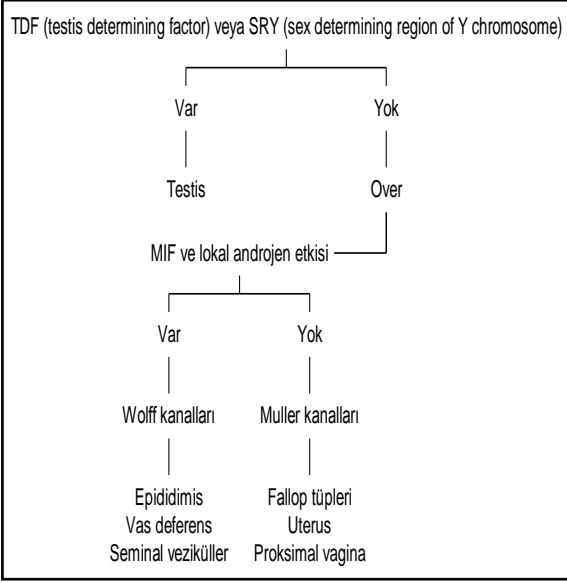 TDF (testis determining factor) veya SRY (sex determining region of Y chromosome)
Var
Yok
Testis
Over
MIF ve lokal androjen etkisi
Var
Yok
Wolff kanalları
Muller kanalları
Epididimis
Vas deferens
Seminal veziküller
Fallop tüpleri
Uterus
Proksimal vagina